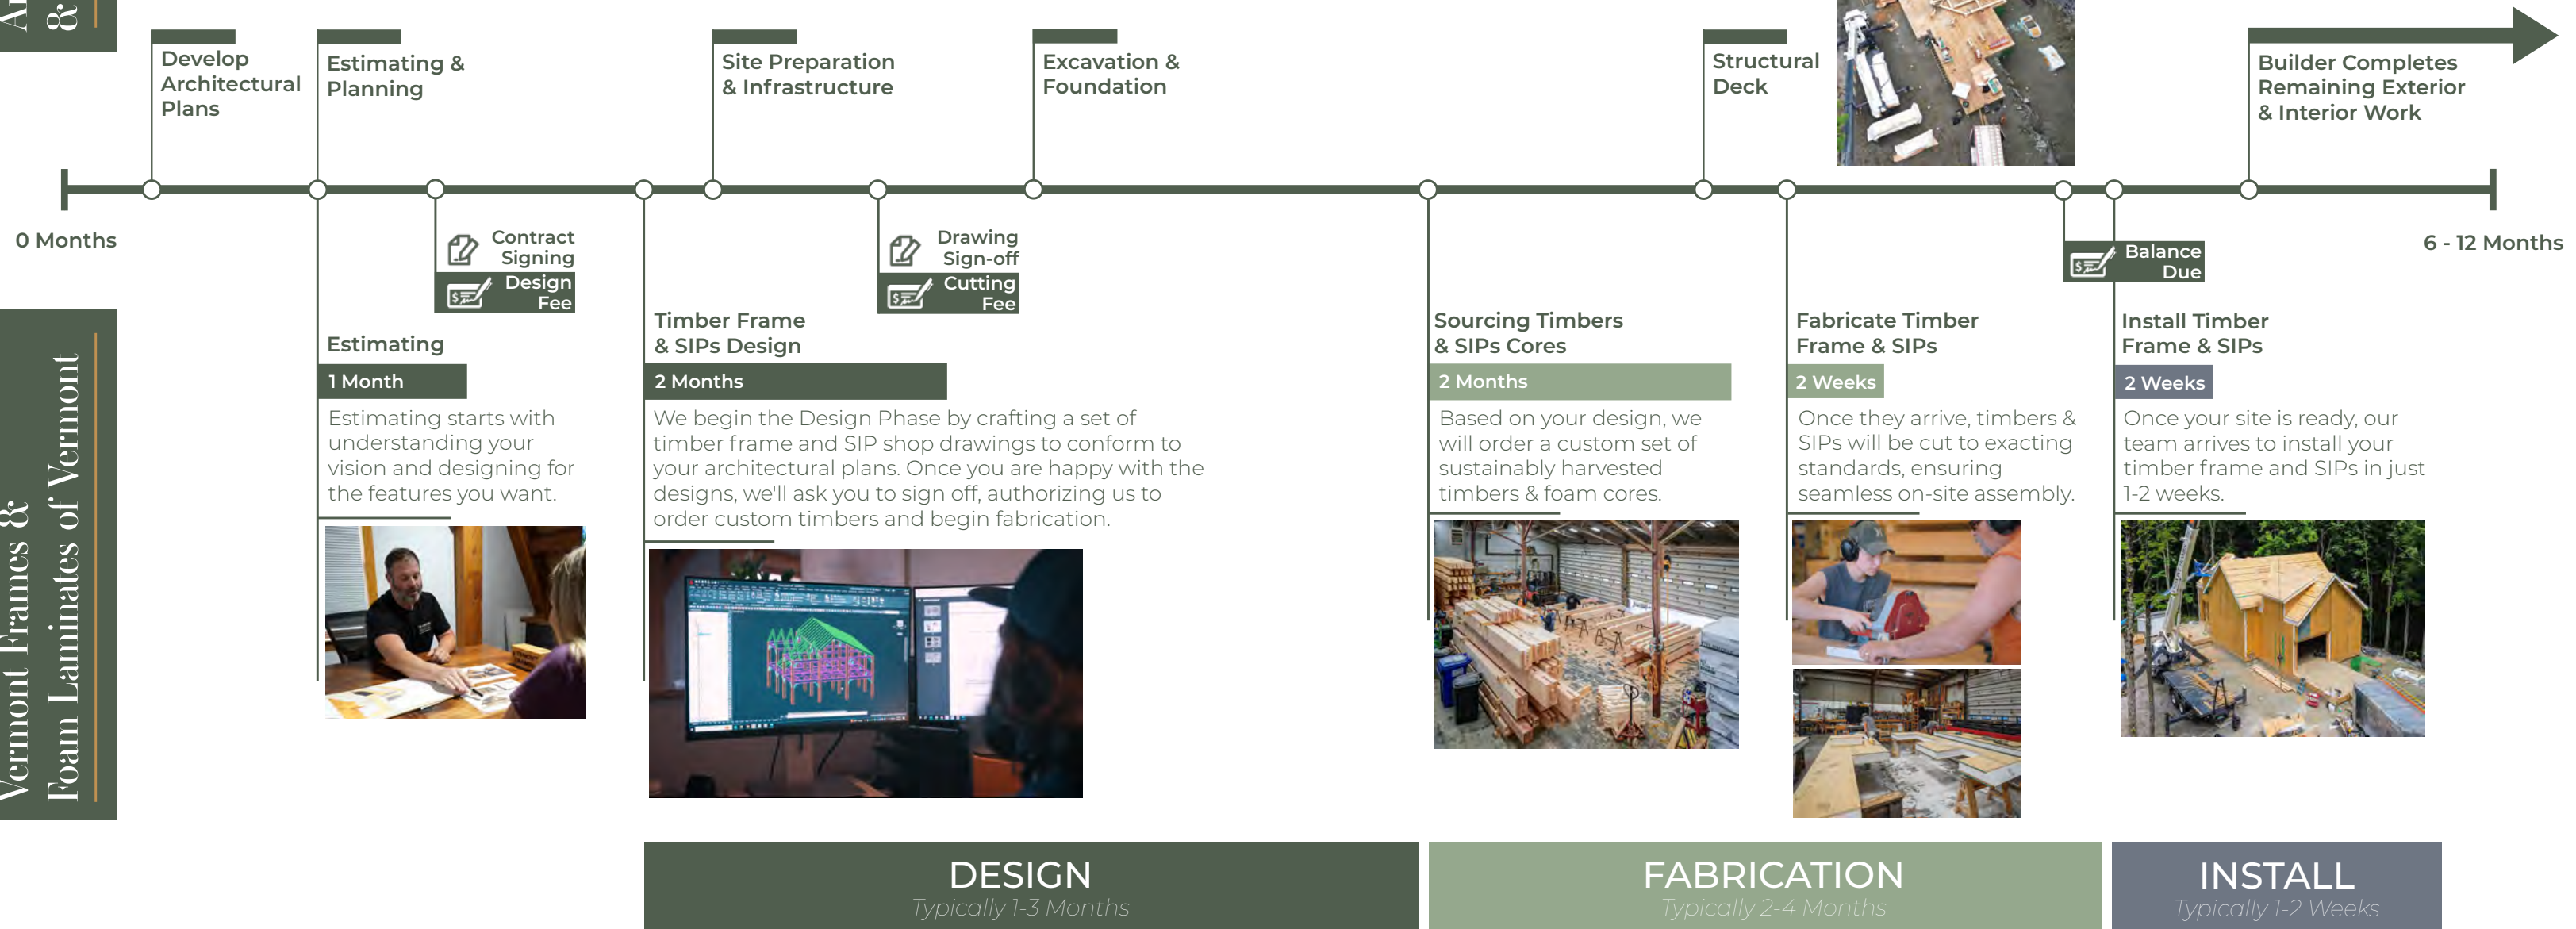 &
Develop
Architectural
Plans
Estimating &
Planning
Site Preparation
& Infrastructure
Excavation &
Foundation
Structural
Deck
Builder Completes
Remaining Exterior
& Interior Work
0 Months
6 - 12 Months
Contract
Signing
Design
Fee
Drawing
Sign-off
Cutting
Fee
Balance
Due
Vermont Frames &
Foam Laminates of Vermont
Estimating
1 Month
Estimating starts with
understanding your
vision and designing for
the features you want.
Timber Frame
& SIPs Design
2 Months
We begin the Design Phase by crafting a set of
timber frame and SIP shop drawings to conform to
your architectural plans. Once you are happy with the
designs, we'll ask you to sign off, authorizing us to
order custom timbers and begin fabrication.
Sourcing Timbers
& SIPs Cores
2 Months
Based on your design, we
will order a custom set of
sustainably harvested
timbers & foam cores.
Fabricate Timber
Frame & SIPs
2 Weeks
Once they arrive, timbers &
SIPs will be cut to exacting
standards, ensuring
seamless on-site assembly.
Install Timber
Frame & SIPs
2 Weeks
Once your site is ready, our
team arrives to install your
timber frame and SIPs in just
1-2 weeks.
DESIGN
Typically 1-3 Months
FABRICATION
Typically 2-4 Months
INSTALL
Typically 1-2 Weeks